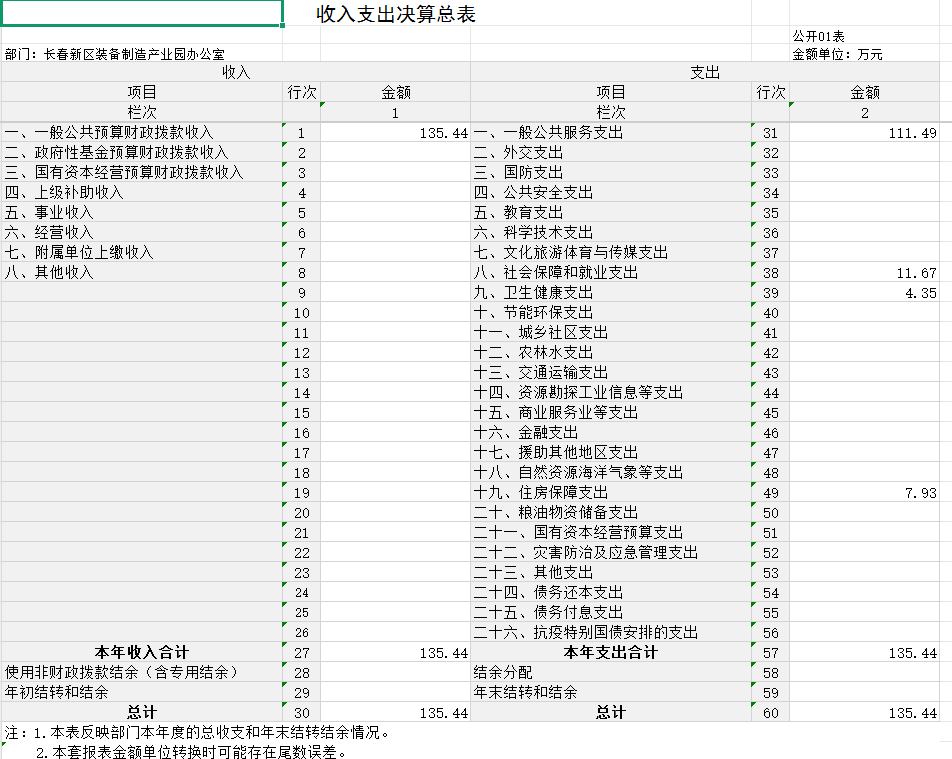 收入支出决算总表
公开01表
部门：长春新区装备制造产业园办公室 金额单位：万元
收入 支出
项目 行次 金额 项目 行次 金额
栏次 1 栏次 2
一、一般公共预算财政拨款收入 1 135.44 一、一般公共服务支出 31 111.49
二、政府性基金预算财政拨款收入 2 二、外交支出 32
三、国有资本经营预算财政拨款收入 3 三、国防支出 33
四、上级补助收入 4 四、公共安全支出 34
五、事业收入 5 五、教育支出 35
六、经营收入 6 六、科学技术支出 36
七、附属单位上缴收入 7 七、文化旅游体育与传媒支出 37
八、其他收入 8 八、社会保障和就业支出 38 11.67
9 九、卫生健康支出 39 4.35
10 十、节能环保支出 40
11 十一、城乡社区支出 41
12 十二、农林水支出 42
13 十三、交通运输支出 43
14 十四、资源勘探工业信息等支出 44
15 十五、商业服务业等支出 45
16 十六、金融支出 46
17 十七、援助其他地区支出 47
18 十八、自然资源海洋气象等支出 48
19 十九、住房保障支出 49 7.93
20 二十、粮油物资储备支出 50
21 二十一、国有资本经营预算支出 51
22 二十二、灾害防治及应急管理支出 52
23 二十三、其他支出 53
24 二十四、债务还本支出 54
25 二十五、债务付息支出 55
26 二十六、抗疫特别国债安排的支出 56
本年收入合计 27 135.44 本年支出合计 57 135.44
使用非财政拨款结余（含专用结余） 28 结余分配 58
年初结转和结余 29 年末结转和结余 59
总计 30 135.44 总计 60 135.44
注：1.本表反映部门本年度的总收支和年末结转结余情况。
2.本套报表金额单位转换时可能存在尾数误差。